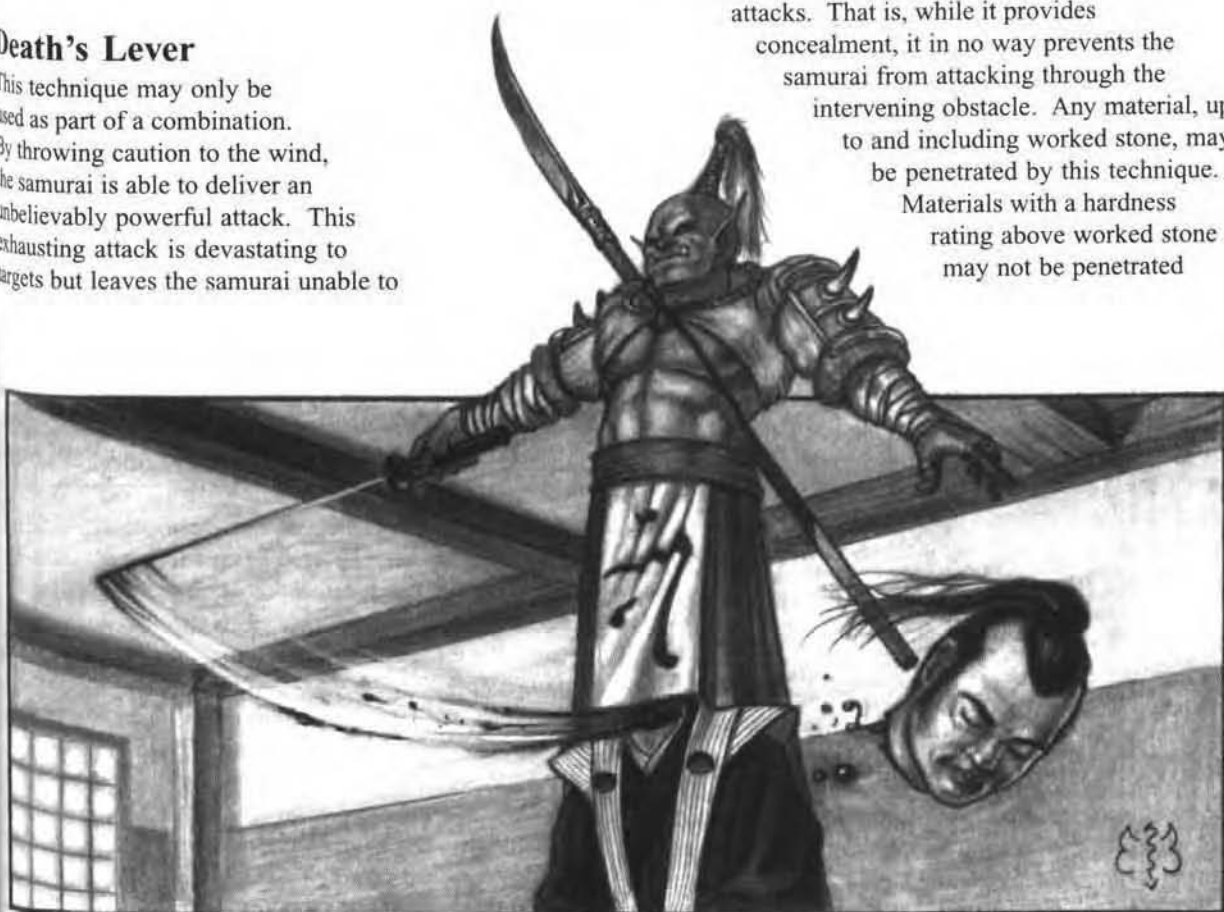 Death's Lever
This technique may only be
used as part of a combination.
By throwing caution to the wind,
the samurai is able to deliver an
unbelievably powerful attack. This
exhausting attack is devastating to
targets but leaves the samurai unable to
attacks. That is, while it provides
concealment, it in no way prevents the
samurai from attacking through the
intervening obstacle. Any material, up
to and including worked stone, may
be penetrated by this technique.
Materials with a hardness
rating above worked stone
may not be penetrated